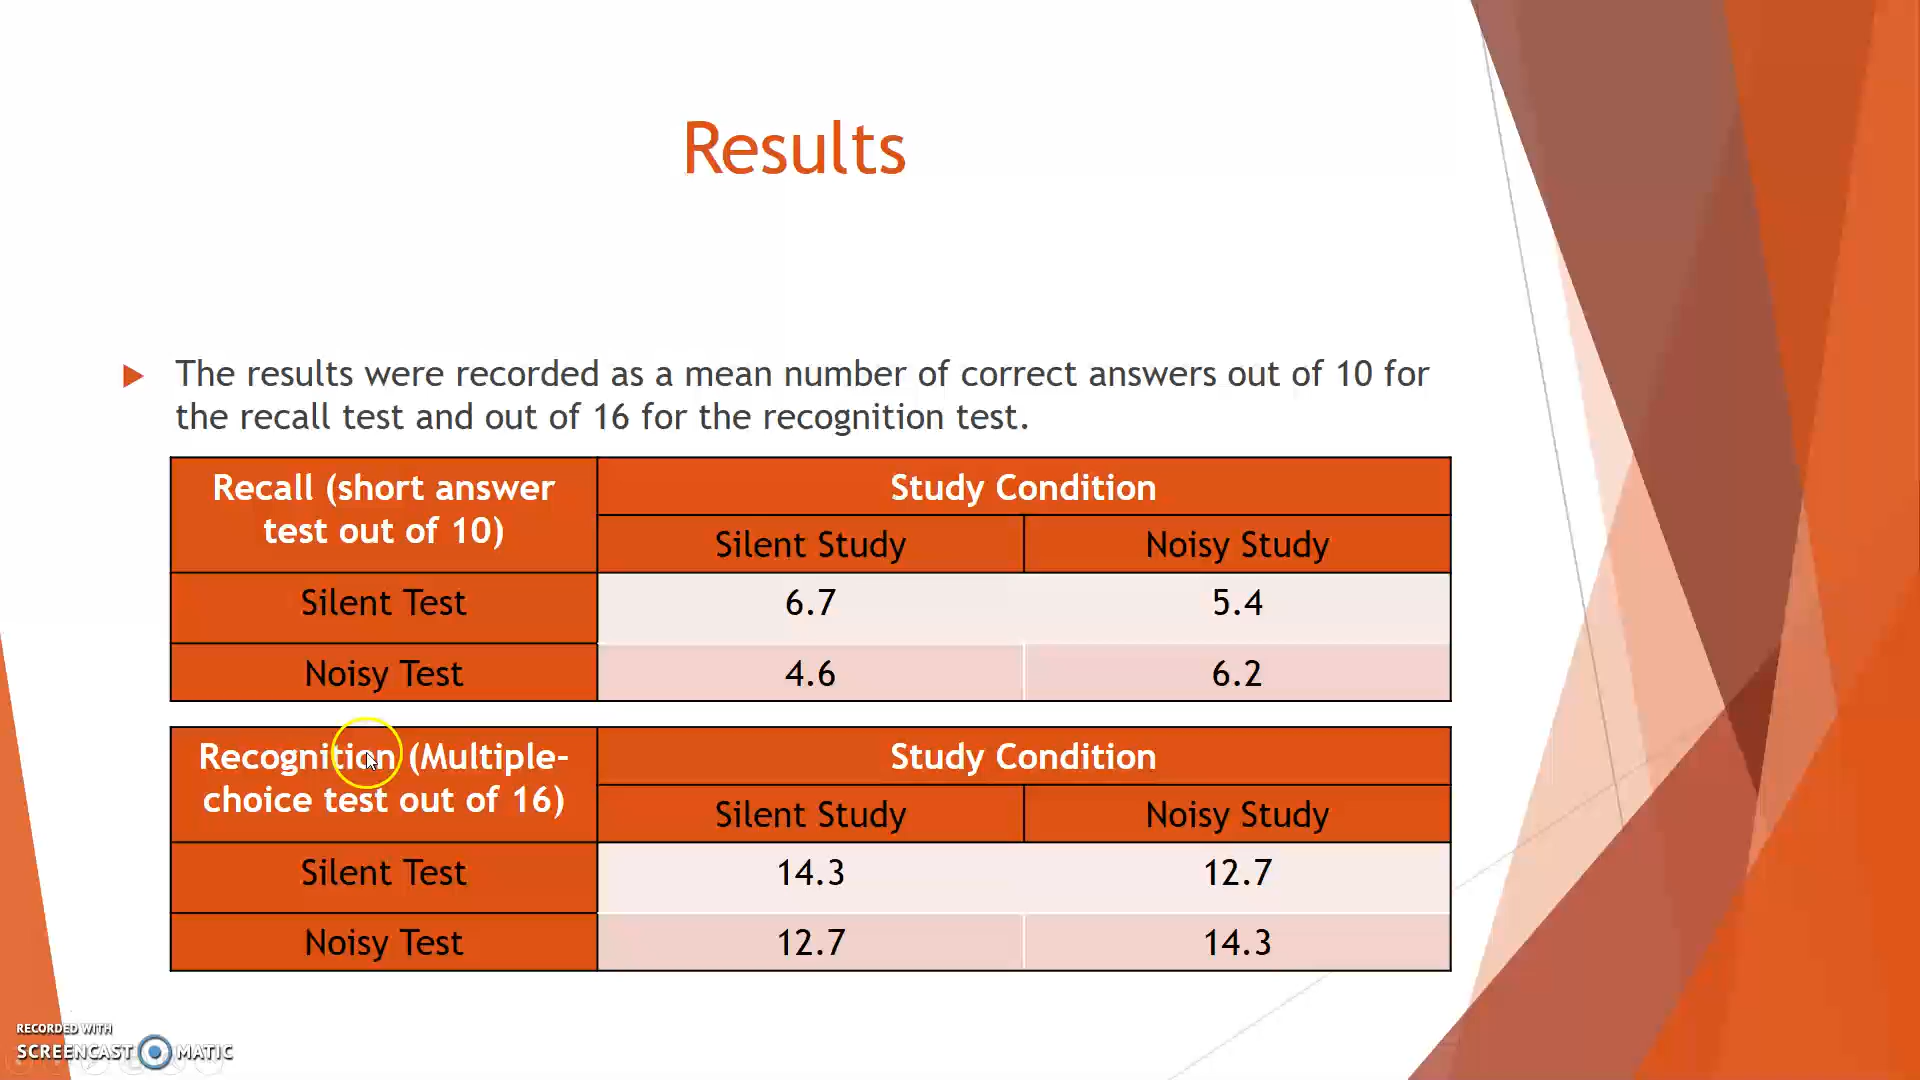 Results
The results were recorded as a mean number of correct answers out of 10 for
the recall test and out of 16 for the recognition test.
Recall (short answer
test out of 10)
Study Condition
Silent Study
Noisy Study
Silent Test
6.7
5.4
Noisy Test
4.6
6.2
Recognition (Multiple-
choice test out of 16)
Study Condition
Silent Study
Noisy Study
Silent Test
14.3
12.7
Noisy Test
12.7
14.3
RECORDED WITH
SCREENCAST MATIC